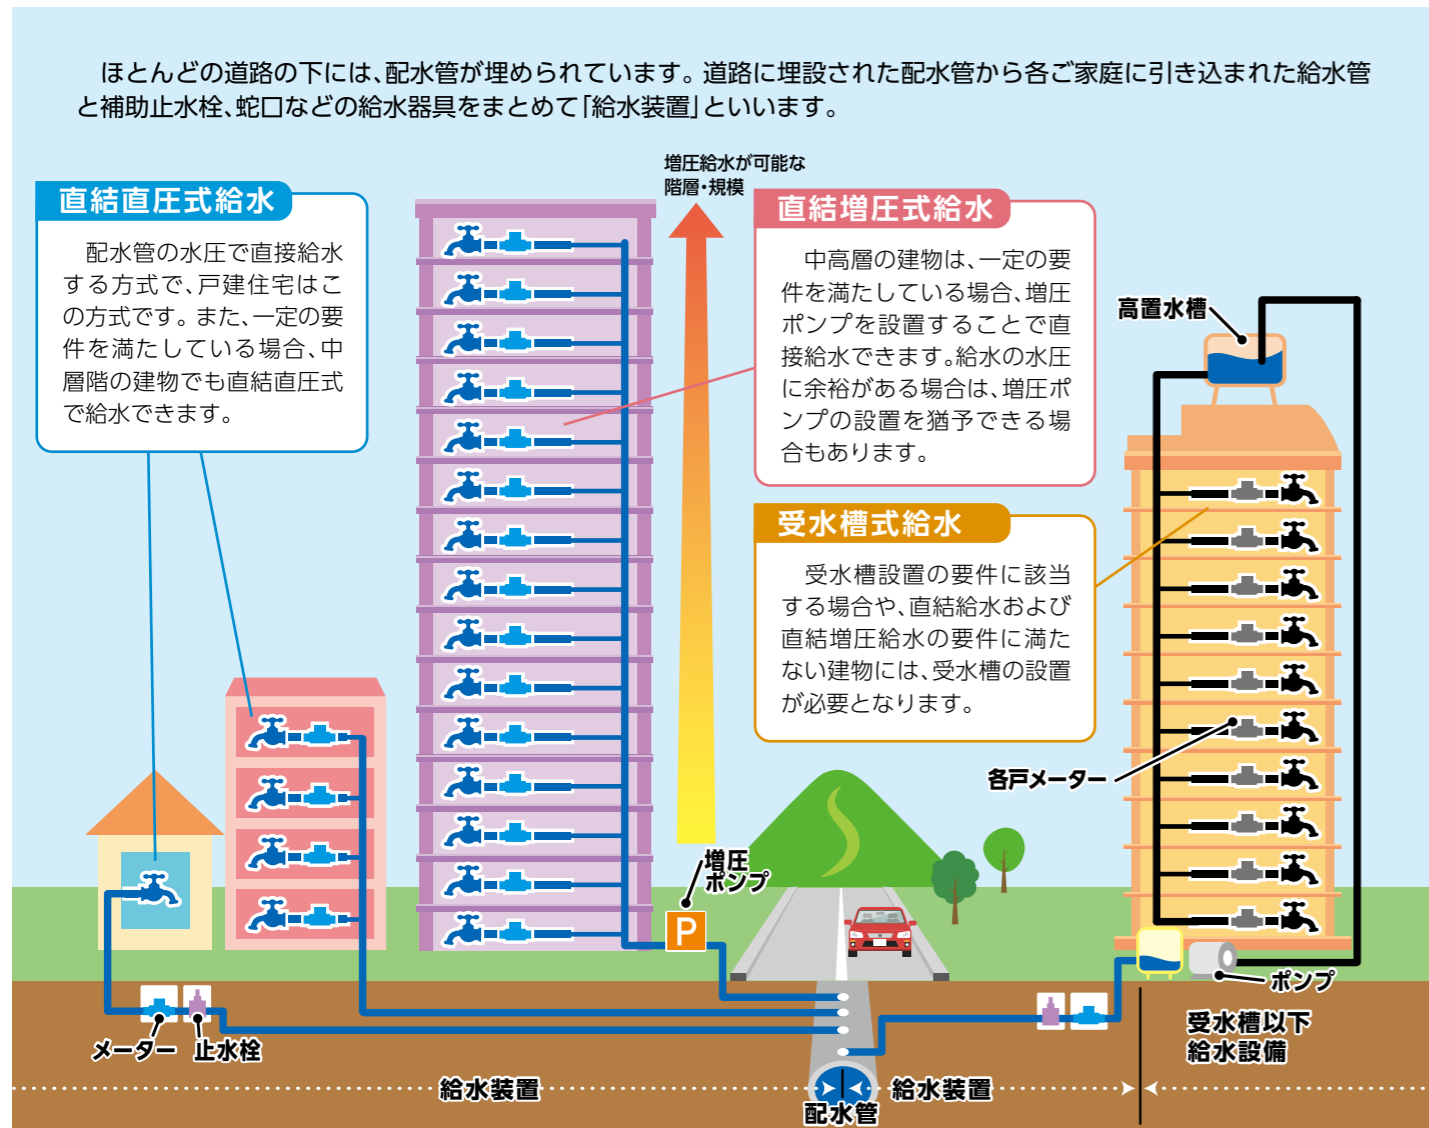 ほとんどの道路の下には、配水管が埋められています。道路に埋設された配水管から各ご家庭に引き込まれた給水管
と補助止水栓、蛇口などの給水器具をまとめて「給水装置」といいます。
直結直圧式給水
配水管の水圧で直接給水
する方式で、戸建住宅はこ
の方式です。また、一定の要
件を満たしている場合、中
層階の建物でも直結直圧式
で給水できます。
増圧給水が可能な
階層・規模
直結増圧式給水
中高層の建物は、一定の要
件を満たしている場合、増圧
ポンプを設置することで直
接給水できます。給水の水圧
に余裕がある場合は、増圧ポ
ンプの設置を猶予できる場
合もあります。
受水槽式給水
受水槽設置の要件に該当
する場合や、直結給水および
直結増圧給水の要件に満た
ない建物には、受水槽の設置
が必要となります。
高置水槽
各戸メーター
増圧
ポンプ
P
ポンプ
メーター
止水栓
受水槽以下
給水設備
給水装置
配水管
給水装置